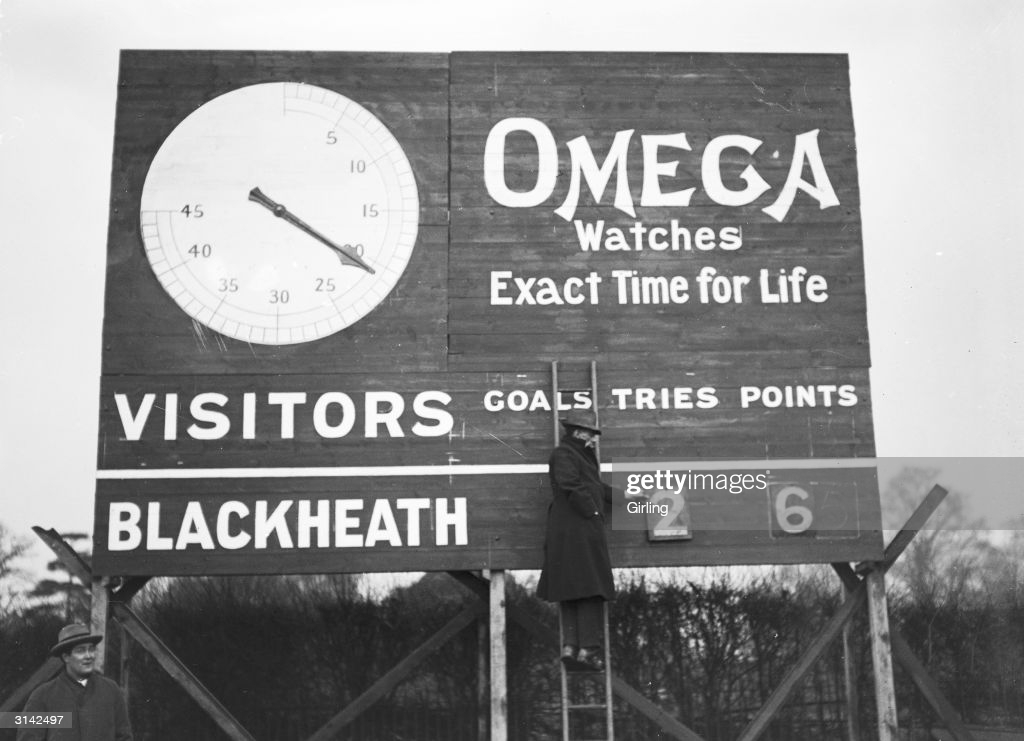 5
10
15
20
25
30
35
40
45
OMEGA
Watches
Exact Time for Life
VISITORS GOALS TRIES POINTS
BLACKHEATH 2 6
gettyimages
Girling
3142497